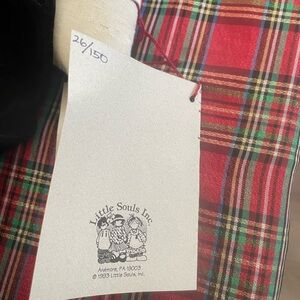 26/150
Little Souls Inc.
Ardmore, PA 19003
© 1993 Little Souls, Inc.